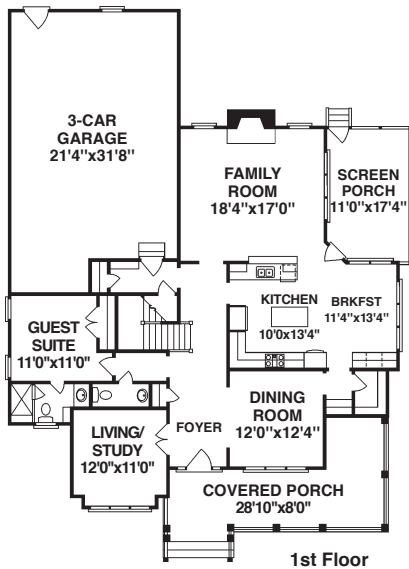 3-CAR
GARAGE
21'4"x31'8"
FAMILY
ROOM
18'4"x17'0"
SCREEN
PORCH
11'0"x17'4"
KITCHEN
10'0x13'4"
BRKFST
11'4"x13'4"
GUEST
SUITE
11'0"x11'0"
DINING
ROOM
12'0"x12'4"
FOYER
LIVING/
STUDY
12'0"x11'0"
COVERED PORCH
28'10"x8'0"
1st Floor